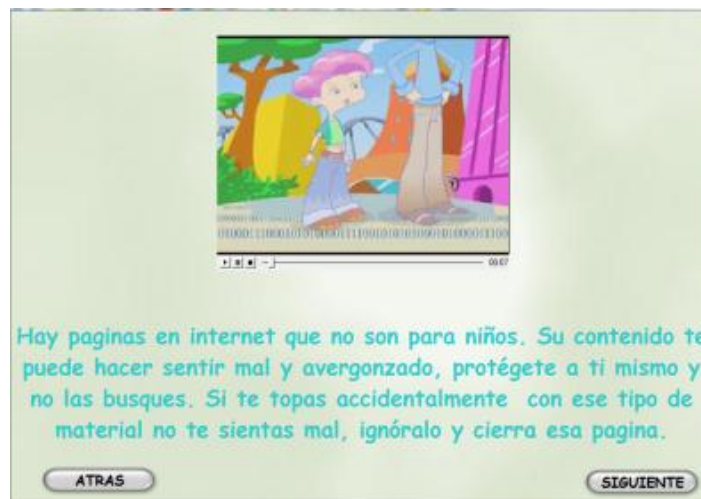 00:07
Hay paginas en internet que no son para niños. Su contenido te
puede hacer sentir mal y avergonzado, protégete a ti mismo y
no las busques. Si te topas accidentalmente con ese tipo de
material no te sientas mal, ignóralo y cierra esa pagina.
ATRAS
SIGUIENTE